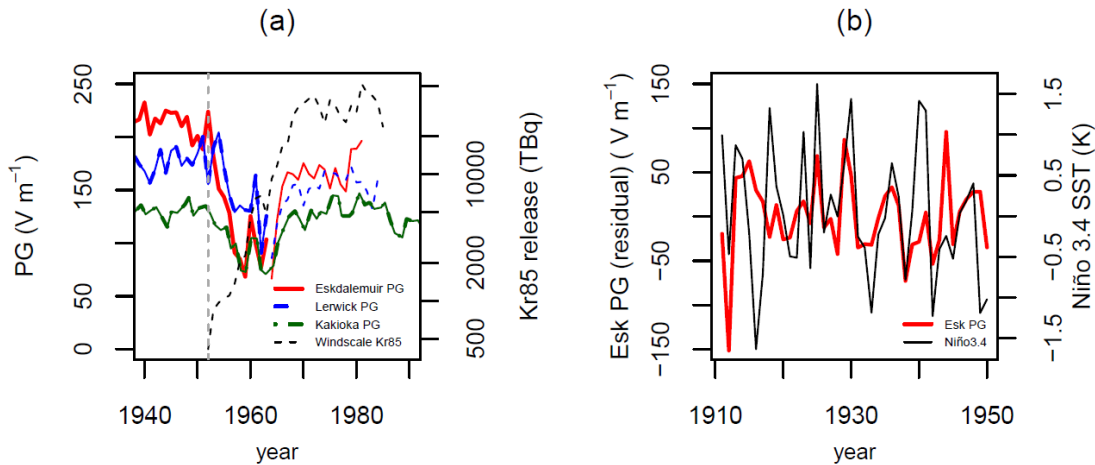 (a)
PG (V m−1)
250
150
50
0
Eskdalemuir PG
Lerwick PG
Kakioka PG
Windscale Kr85
10000
2000
500
Kr85 release (TBq)
1940
1960
1980
year
(b)
Esk PG (residual) ( V m−1)
150
50
−50
−150
Esk PG
Niño3.4
1.5
0.5
−0.5
−1.5
Niño 3.4 SST (K)
1910
1930
1950
year